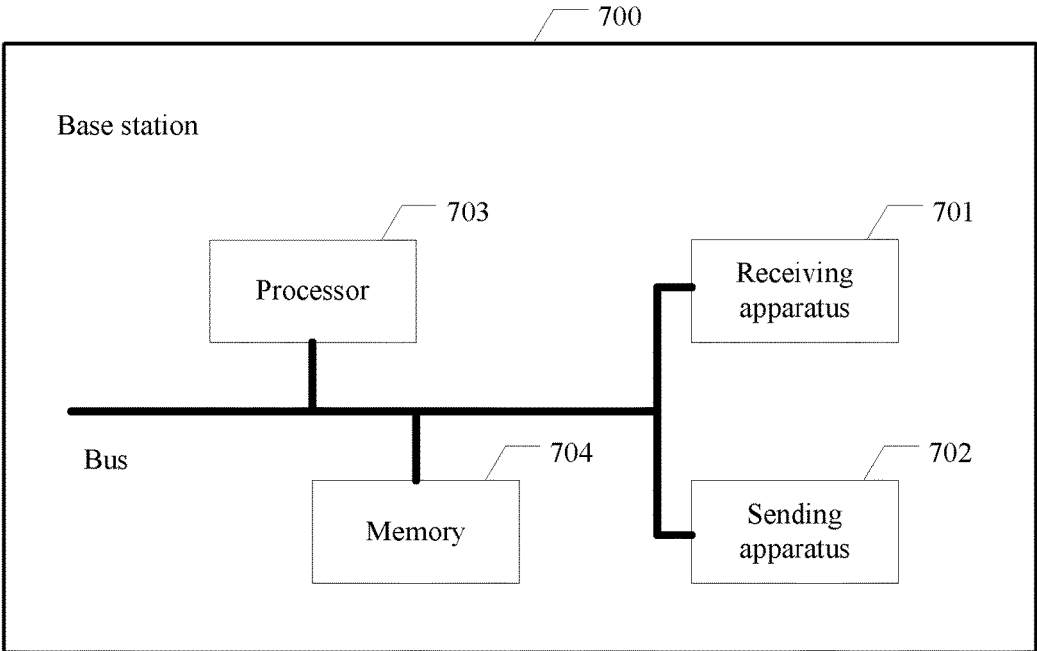 700
Base station
703
701
Processor
Receiving
apparatus
Bus
704
702
Memory
Sending
apparatus